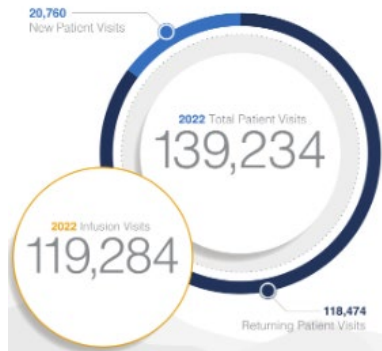 20,760
New Patient Visits
2022 Total Patient Visits
139,234
2022 Infusion Visits
119,284
118,474
Returning Patient Visits